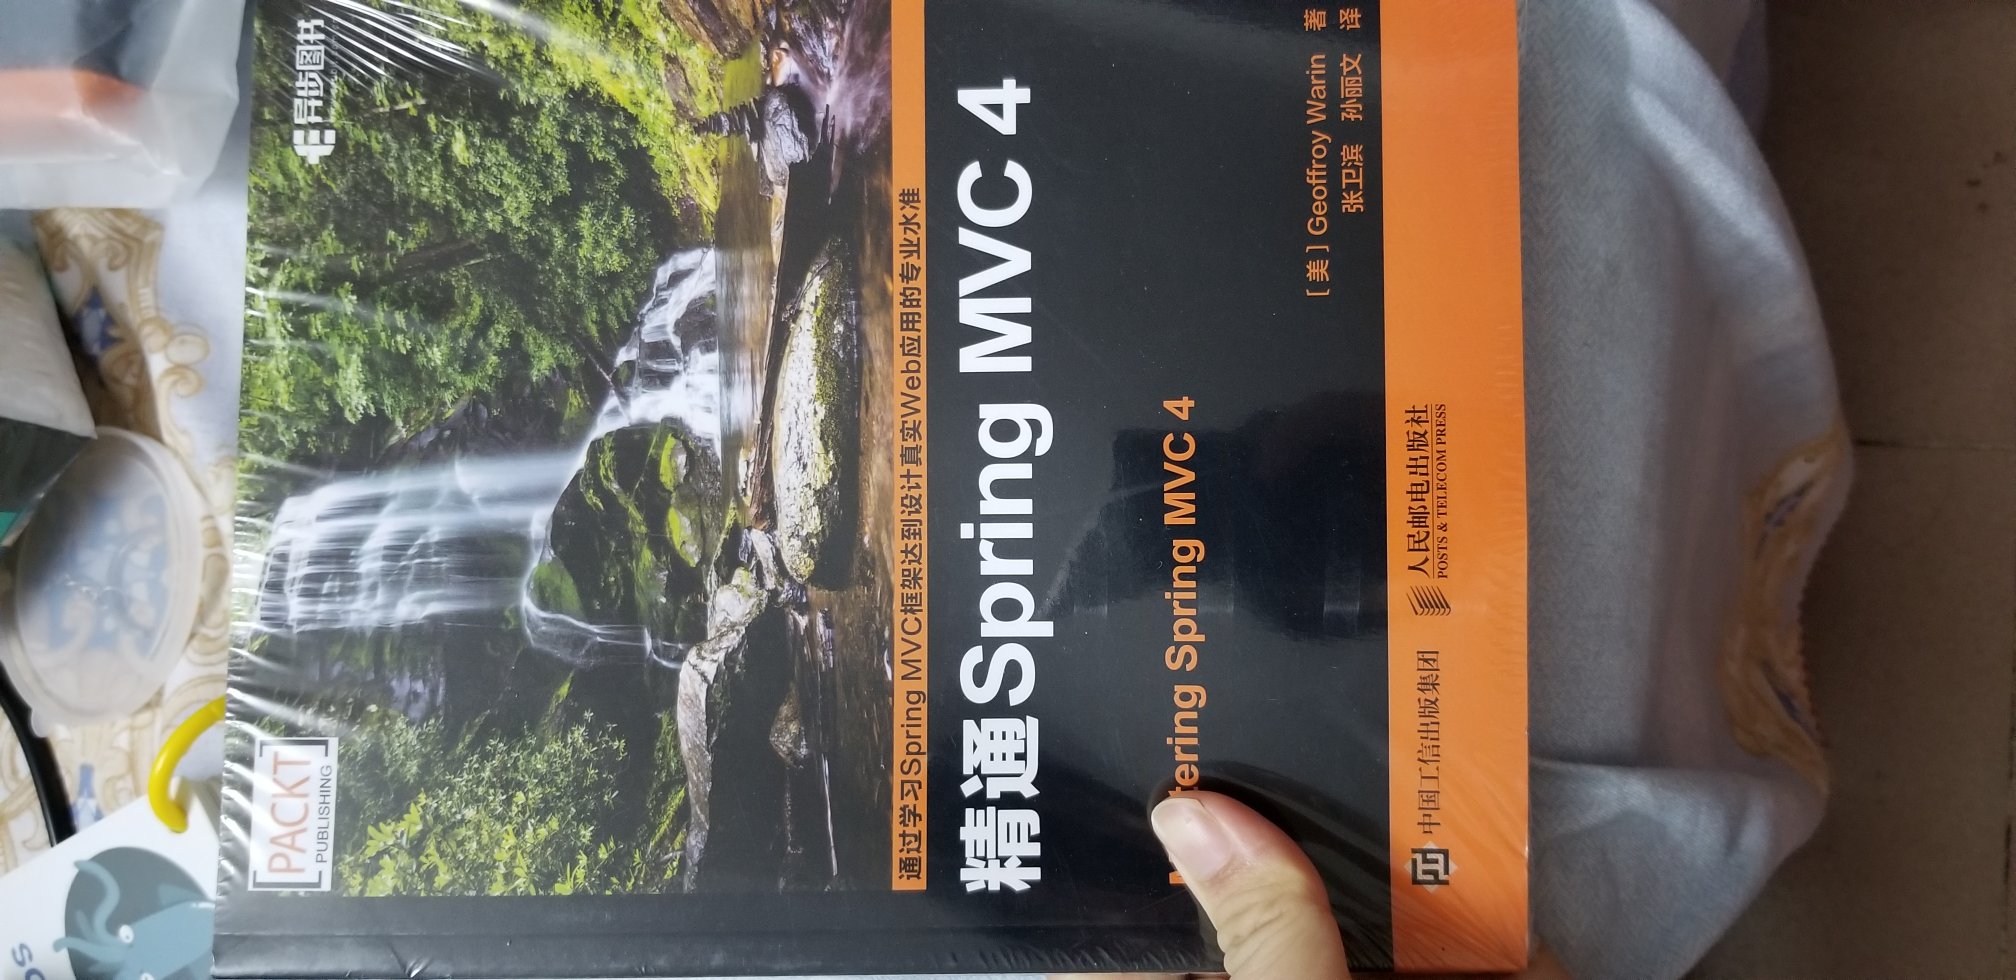 [PACKT]
PUBLISHING
异步图书
通过学习Spring MVC框架达到设计真实Web应用的专业水准
精通Spring MVC 4
tering Spring MVC 4
[ 美 ] Geoffroy Warin 著
张卫滨 孙丽文 译
中国工信出版集团
人民邮电出版社
POSTS & TELECOM PRESS